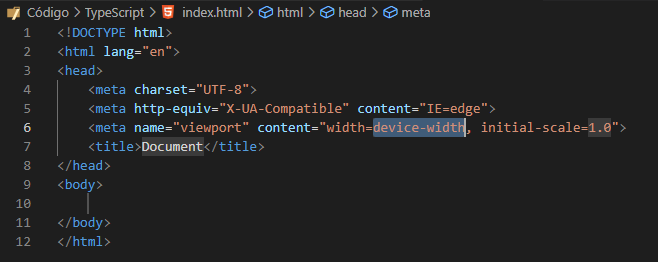 Código > TypeScript > index.html > html > head > meta
1 <!DOCTYPE html>
2 <html lang="en">
3 <head>
4 <meta charset="UTF-8">
5 <meta http-equiv="X-UA-Compatible" content="IE=edge">
6 <meta name="viewport" content="width=device-width, initial-scale=1.0">
7 <title>Document</title>
8 </head>
9 <body>
10
11 </body>
12 </html>